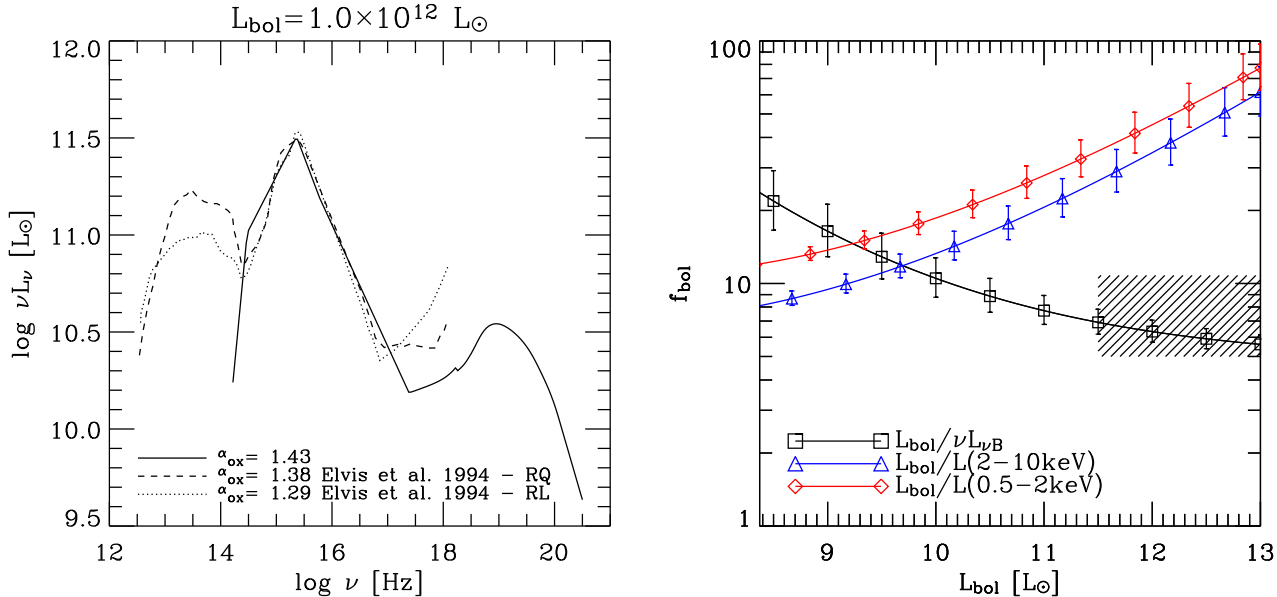 L_bol=1.0×10^12 L⊙
12.0
11.5
11.0
10.5
10.0
9.5
log νL_ν [L⊙]
α_ox= 1.43
α_ox= 1.38 Elvis et al. 1994 − RQ
α_ox= 1.29 Elvis et al. 1994 − RL
12 14 16 18 20
log ν [Hz]
100
10
1
f_bol
L_bol/νL_νB
L_bol/L(2−10keV)
L_bol/L(0.5−2keV)
9 10 11 12 13
L_bol [L⊙]